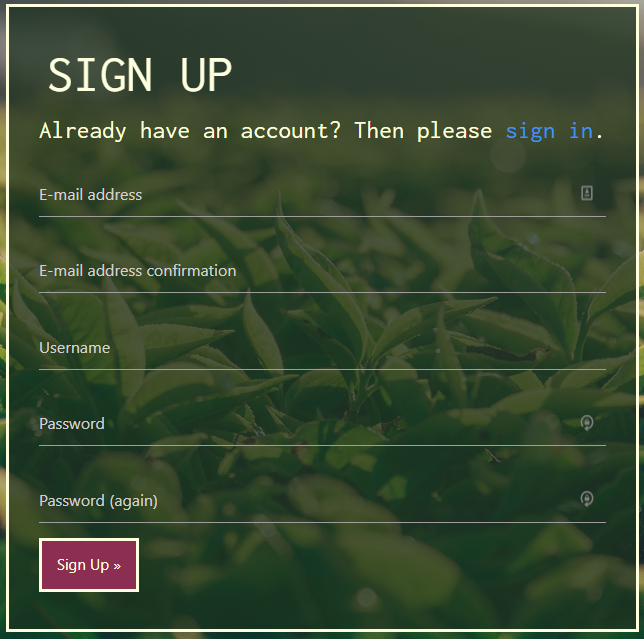 SIGN UP
Already have an account? Then please sign in.
E-mail address
E-mail address confirmation
Username
Password
Password (again)
Sign Up »